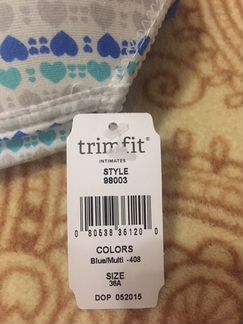 trimfit®
INTIMATES
STYLE
98003
0 80538 36120 0
COLORS
Blue/Multi -408
SIZE
36A
DOP 052015